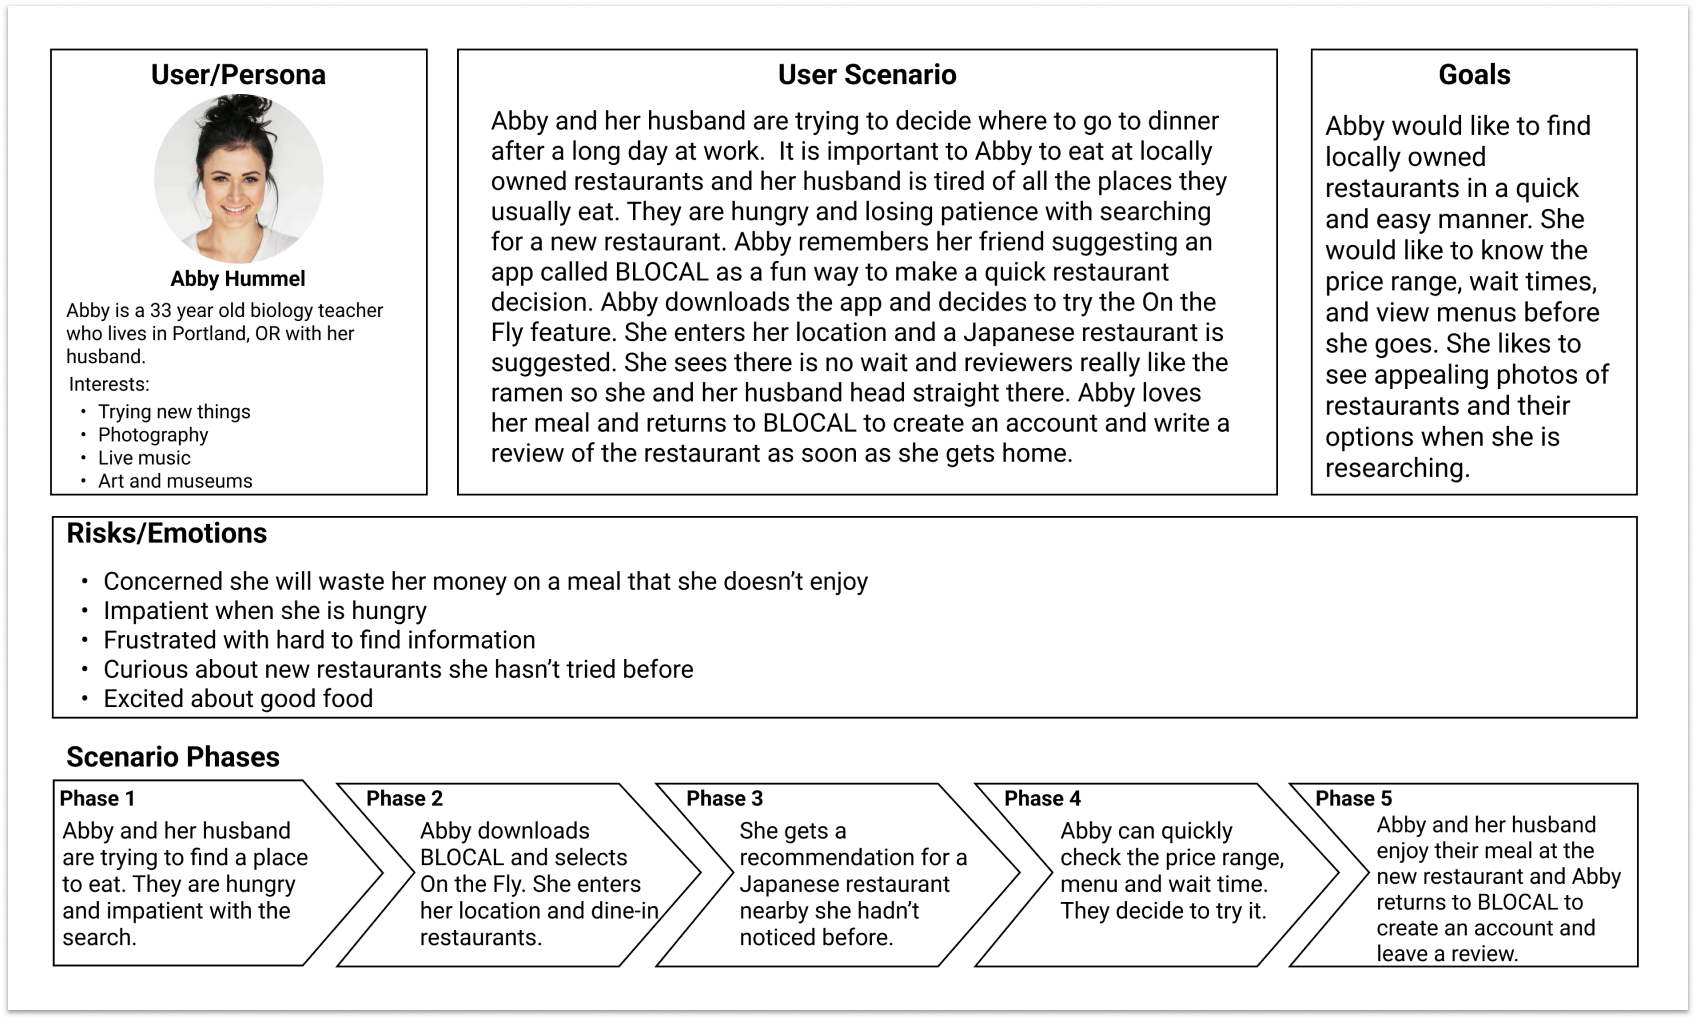 User/Persona
Abby Hummel
Abby is a 33 year old biology teacher
who lives in Portland, OR with her
husband.
Interests:
• Trying new things
• Photography
• Live music
• Art and museums
User Scenario
Abby and her husband are trying to decide where to go to dinner
after a long day at work.  It is important to Abby to eat at locally
owned restaurants and her husband is tired of all the places they
usually eat. They are hungry and losing patience with searching
for a new restaurant. Abby remembers her friend suggesting an
app called BLOCAL as a fun way to make a quick restaurant
decision. Abby downloads the app and decides to try the On the
Fly feature. She enters her location and a Japanese restaurant is
suggested. She sees there is no wait and reviewers really like the
ramen so she and her husband head straight there. Abby loves
her meal and returns to BLOCAL to create an account and write a
review of the restaurant as soon as she gets home.
Goals
Abby would like to find
locally owned
restaurants in a quick
and easy manner. She
would like to know the
price range, wait times,
and view menus before
she goes. She likes to
see appealing photos of
restaurants and their
options when she is
researching.
Risks/Emotions
• Concerned she will waste her money on a meal that she doesn’t enjoy
• Impatient when she is hungry
• Frustrated with hard to find information
• Curious about new restaurants she hasn’t tried before
• Excited about good food
Scenario Phases
Phase 1
Abby and her husband
are trying to find a place
to eat. They are hungry
and impatient with the
search.
Phase 2
Abby downloads
BLOCAL and selects
On the Fly. She enters
her location and dine-in
restaurants.
Phase 3
She gets a
recommendation for a
Japanese restaurant
nearby she hadn’t
noticed before.
Phase 4
Abby can quickly
check the price range,
menu and wait time.
They decide to try it.
Phase 5
Abby and her husband
enjoy their meal at the
new restaurant and Abby
returns to BLOCAL to
create an account and
leave a review.